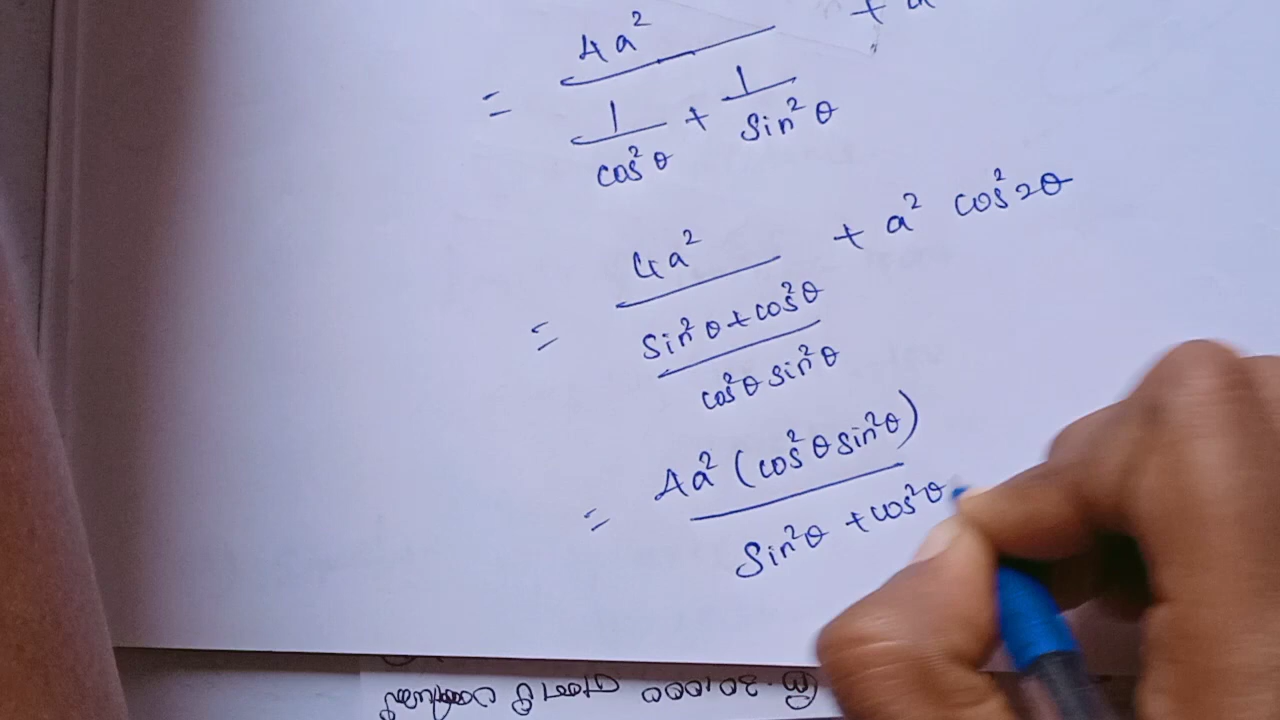 4a² + a
= 1/cos²θ + 1/sin²θ
4a² + a² cos²2θ
= sin²θ + cos²θ
cos²θ sin²θ
= 4a² (cos²θ sin²θ)
sin²θ + cos²θ